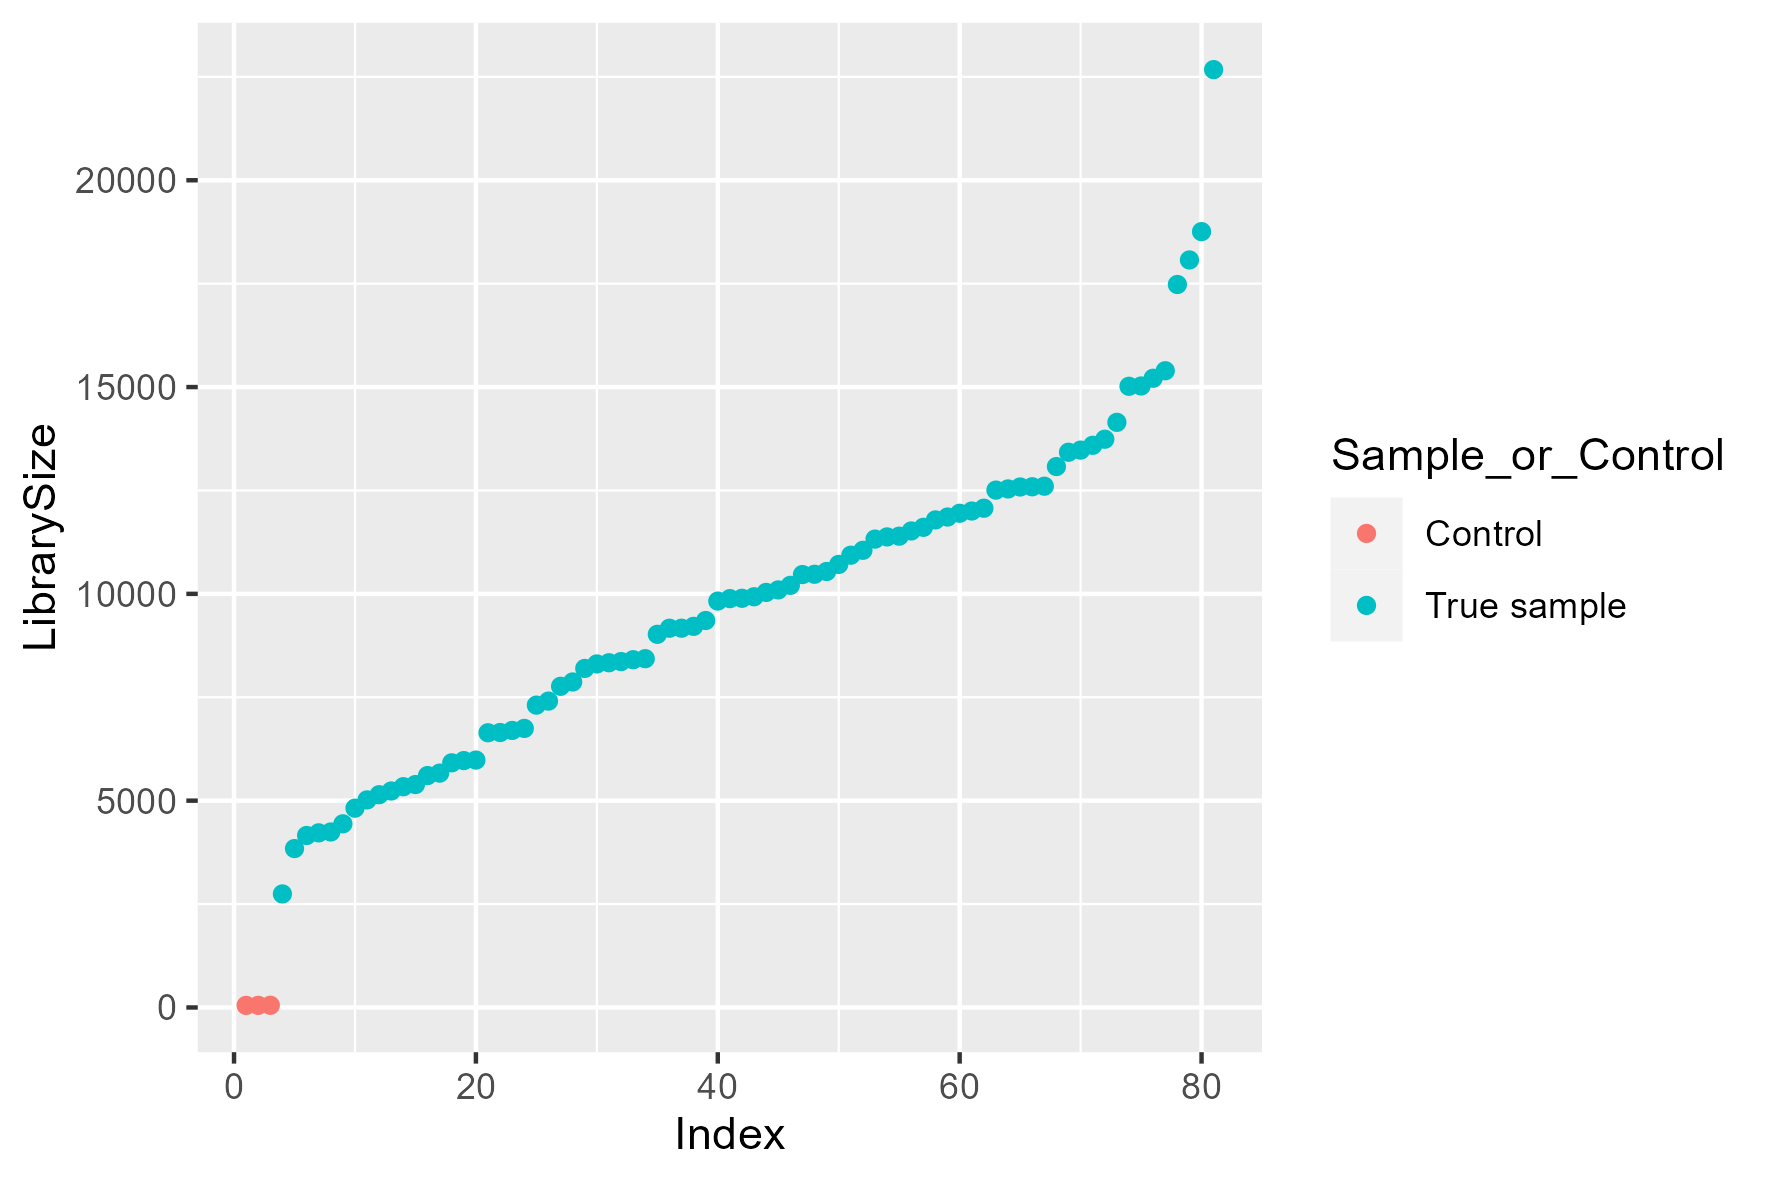 20000
15000
10000
5000
0
0 20 40 60 80
LibrarySize
Index
Sample_or_Control
Control
True sample